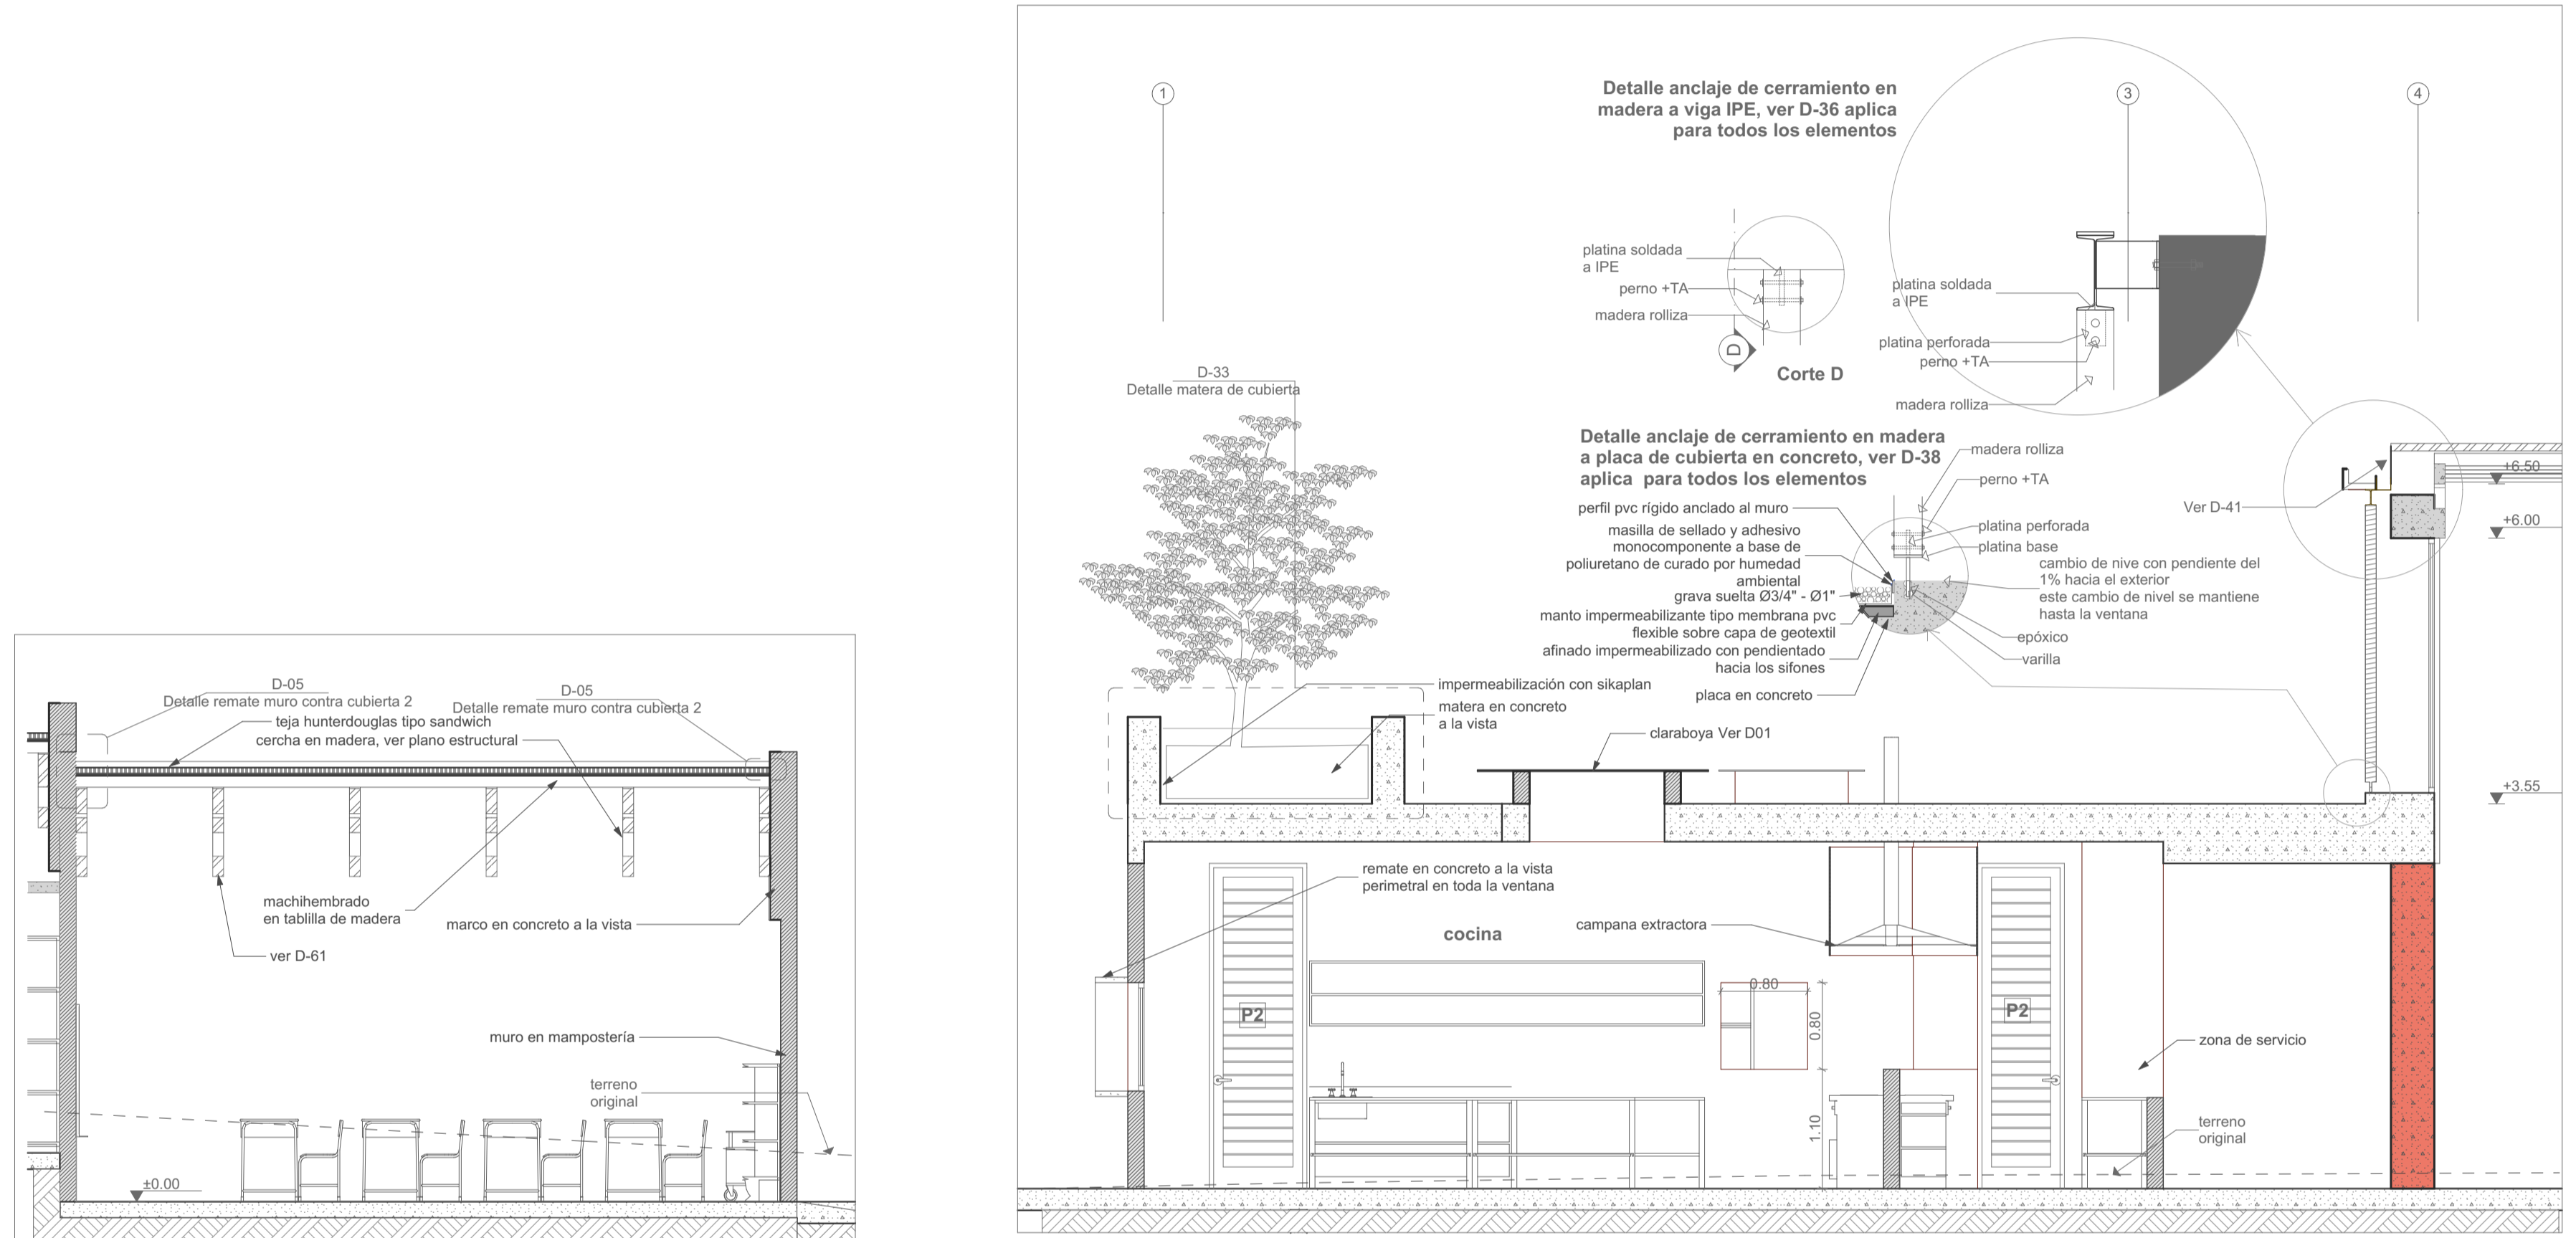 D-05
Detalle remate muro contra cubierta 2
D-05
Detalle remate muro contra cubierta 2
teja hunterdouglas tipo sandwich
cercha en madera, ver plano estructural
machihembrado
en tablilla de madera
marco en concreto a la vista
ver D-61
muro en mampostería
terreno
original
±0.00
1
3
4
Detalle anclaje de cerramiento en
madera a viga IPE, ver D-36 aplica
para todos los elementos
platina soldada
a IPE
perno +TA
madera rolliza
D
Corte D
platina soldada
a IPE
platina perforada
perno +TA
madera rolliza
D-33
Detalle matera de cubierta
Detalle anclaje de cerramiento en madera
a placa de cubierta en concreto, ver D-38
aplica para todos los elementos
perfil pvc rígido anclado al muro
masilla de sellado y adhesivo
monocomponente a base de
poliuretano de curado por humedad
ambiental
grava suelta Ø3/4" - Ø1"
manto impermeabilizante tipo membrana pvc
flexible sobre capa de geotextil
afinado impermeabilizado con pendientado
hacia los sifones
placa en concreto
madera rolliza
perno +TA
platina perforada
platina base
cambio de nive con pendiente del
1% hacia el exterior
este cambio de nivel se mantiene
hasta la ventana
epóxico
varilla
Ver D-41
+6.50
+6.00
+3.55
impermeabilización con sikaplan
matera en concreto
a la vista
claraboya Ver D01
remate en concreto a la vista
perimetral en toda la ventana
cocina
campana extractora
P2
0.80
0.80
1.10
P2
zona de servicio
terreno
original